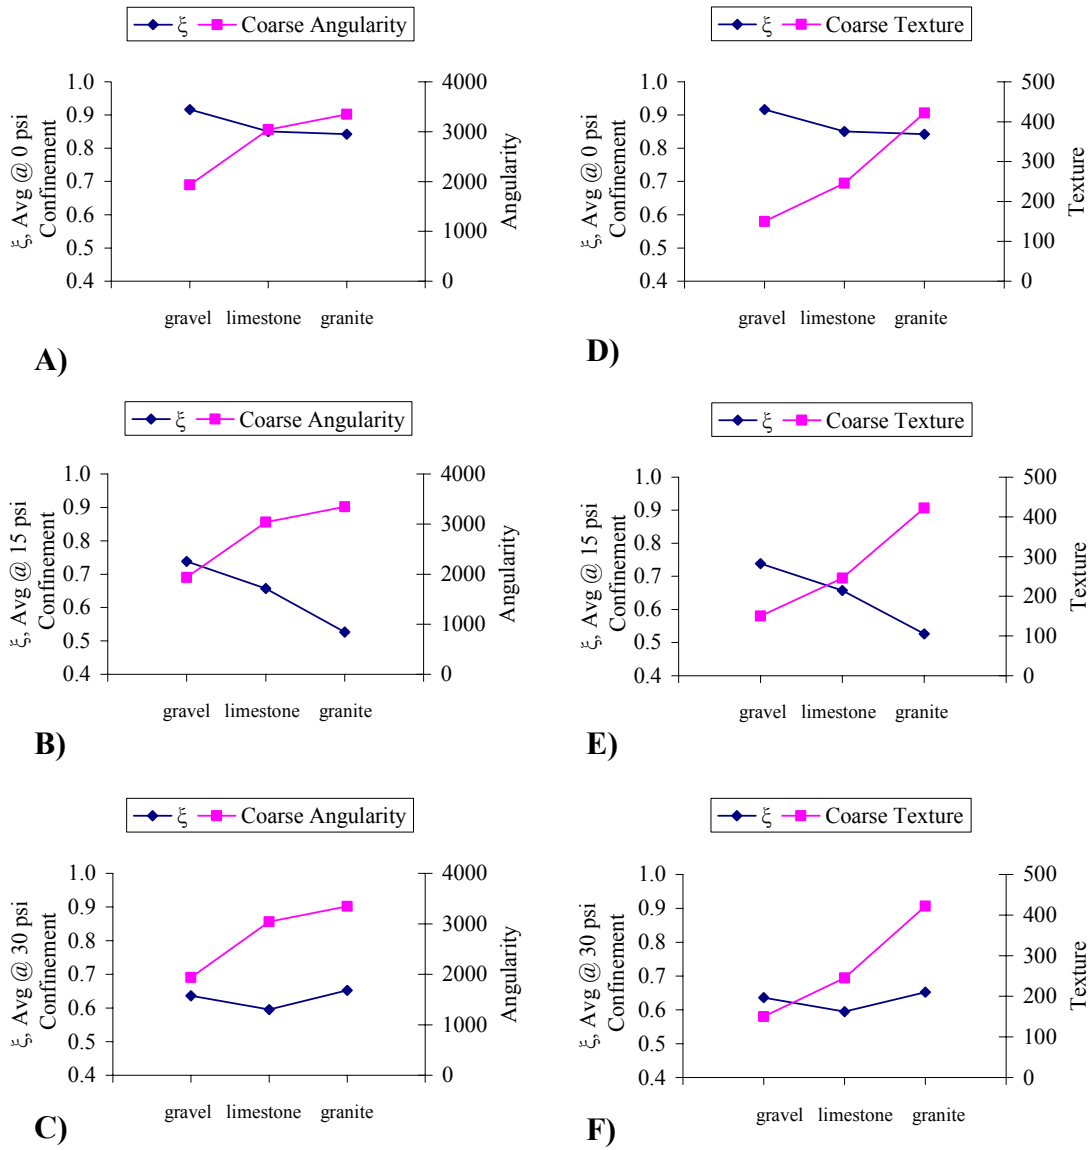 ξ Coarse Angularity
ξ, Avg @ 0 psi
Confinement
1.0
0.9
0.8
0.7
0.6
0.5
0.4
4000
3000
2000
1000
0
Angularity
gravel limestone granite
A)
ξ Coarse Texture
ξ, Avg @ 0 psi
Confinement
1.0
0.9
0.8
0.7
0.6
0.5
0.4
500
400
300
200
100
0
Texture
gravel limestone granite
D)
ξ Coarse Angularity
ξ, Avg @ 15 psi
Confinement
1.0
0.9
0.8
0.7
0.6
0.5
0.4
4000
3000
2000
1000
0
Angularity
gravel limestone granite
B)
ξ Coarse Texture
ξ, Avg @ 15 psi
Confinement
1.0
0.9
0.8
0.7
0.6
0.5
0.4
500
400
300
200
100
0
Texture
gravel limestone granite
E)
ξ Coarse Angularity
ξ, Avg @ 30 psi
Confinement
1.0
0.9
0.8
0.7
0.6
0.5
0.4
4000
3000
2000
1000
0
Angularity
gravel limestone granite
C)
ξ Coarse Texture
ξ, Avg @ 30 psi
Confinement
1.0
0.9
0.8
0.7
0.6
0.5
0.4
500
400
300
200
100
0
Texture
gravel limestone granite
F)